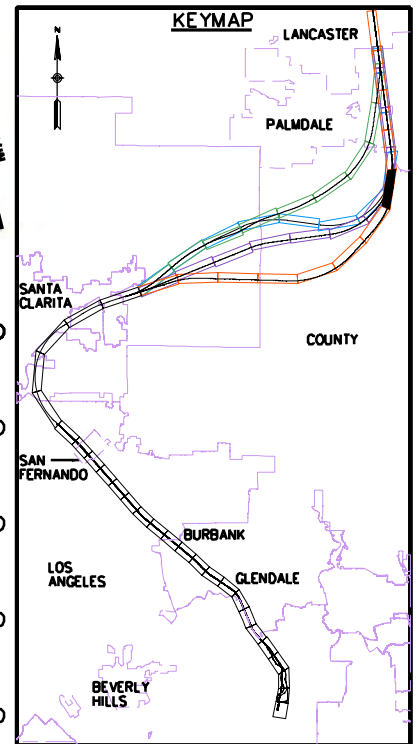 KEYMAP
LANCASTER
N
PALMDALE
SANTA
CLARITA
COUNTY
SAN
FERNANDO
BURBANK
LOS
ANGELES
GLENDALE
BEVERLY
HILLS